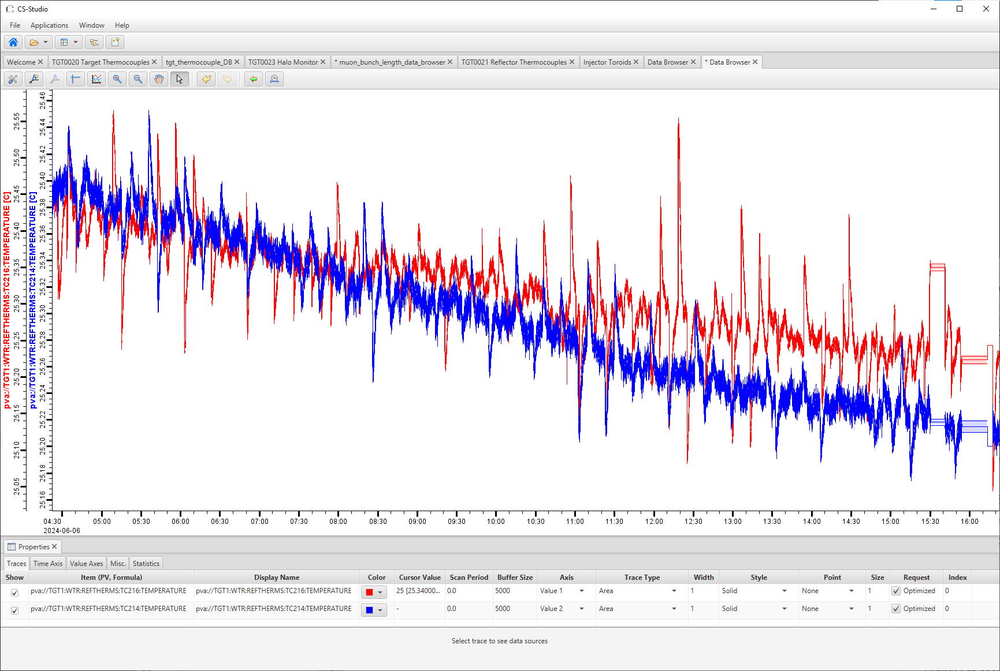 CS-Studio
File Applications Window Help
Welcome TGT0020 Target Thermocouples tgt_thermocouple_DB TGT0023 Halo Monitor * muon_bunch_length_data_browser TGT0021 Reflector Thermocouples Injector Toroids Data Browser * Data Browser
pva://TGT1:WTR:REFTHERMS:TC216:TEMPERATURE [C]
25.55
25.50
25.45
25.40
25.35
25.30
25.25
25.20
25.15
25.10
25.05
pva://TGT1:WTR:REFTHERMS:TC214:TEMPERATURE [C]
25.46
25.44
25.42
25.40
25.38
25.36
25.34
25.32
25.30
25.28
25.26
25.24
25.22
25.20
25.18
25.16
04:30 05:00 05:30 06:00 06:30 07:00 07:30 08:00 08:30 09:00 09:30 10:00 10:30 11:00 11:30 12:00 12:30 13:00 13:30 14:00 14:30 15:00 15:30 16:00
2024-06-06
Properties
Traces Time Axis Value Axes Misc. Statistics
Show Item (PV, Formula) Display Name Color Cursor Value Scan Period Buffer Size Axis Trace Type Width Style Point Size Request Index
pva://TGT1:WTR:REFTHERMS:TC216:TEMPERATURE pva://TGT1:WTR:REFTHERMS:TC216:TEMPERATURE 25 [25.34000... 0.0 5000 Value 1 Area 1 Solid None 1 Optimized 0
pva://TGT1:WTR:REFTHERMS:TC214:TEMPERATURE pva://TGT1:WTR:REFTHERMS:TC214:TEMPERATURE - 0.0 5000 Value 2 Area 1 Solid None 1 Optimized 0
Select trace to see data sources